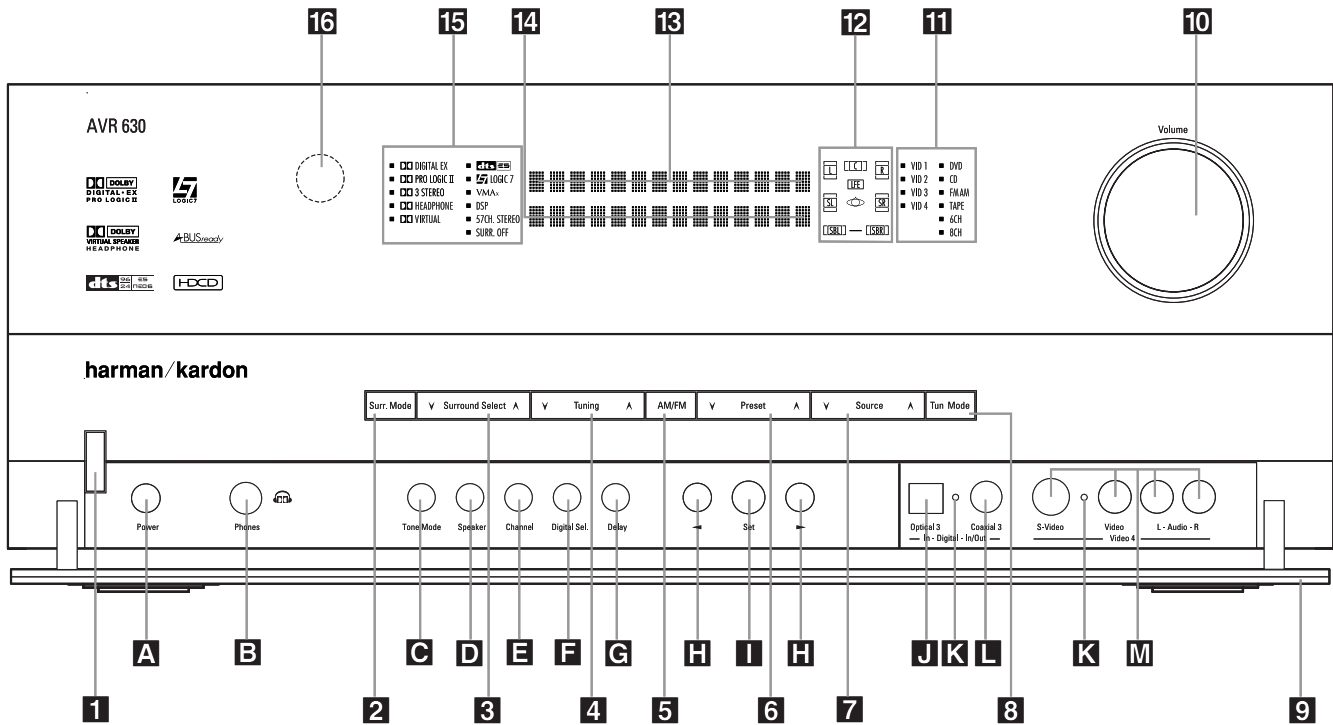 16 15 14 13 12 11 10
AVR 630
Volume
DOLBY
DIGITAL·EX
PRO LOGIC II
LOGIC7
DOLBY
VIRTUAL SPEAKER
HEADPHONE
A-BUSready
dts 96 24 ES NEO:6
HDCD
DIGITAL EX
PRO LOGIC II
3 STEREO
HEADPHONE
VIRTUAL
dts ES
LOGIC 7
VMAx
DSP
57CH. STEREO
SURR. OFF
L C R
LFE
SL SR
SBL SBR
VID 1 DVD
VID 2 CD
VID 3 FM.AM
VID 4 TAPE
6CH
8CH
harman/kardon
Surr. Mode Surround Select Tuning AM/FM Preset Source Tun Mode
Power Phones Tone Mode Speaker Channel Digital Sel. Delay Set Optical 3 Coaxial 3 S-Video Video L - Audio - R
In - Digital - In/Out Video 4
A B C D E F G H I H J K L K M
1 2 3 4 5 6 7 8 9